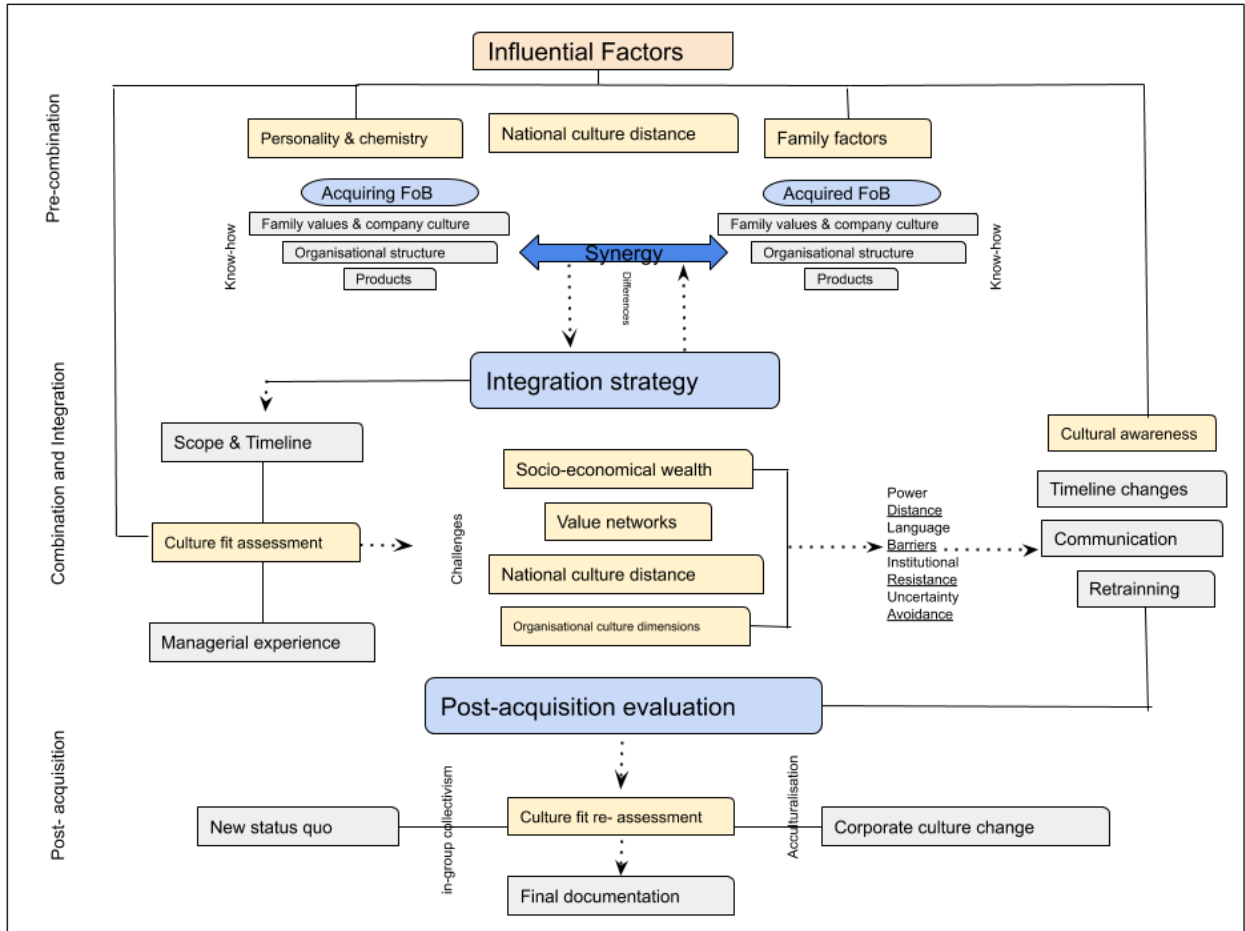 Influential Factors
Pre-combination
Personality & chemistry
National culture distance
Family factors
Acquiring FoB
Acquired FoB
Know-how
Family values & company culture
Organisational structure
Products
Synergy
Differences
Family values & company culture
Organisational structure
Products
Know-how
Combination and Integration
Integration strategy
Scope & Timeline
Culture fit assessment
Managerial experience
Challenges
Socio-economical wealth
Value networks
National culture distance
Organisational culture dimensions
Power
Distance
Language
Barriers
Institutional
Resistance
Uncertainty
Avoidance
Cultural awareness
Timeline changes
Communication
Retrainning
Post- acquisition
Post-acquisition evaluation
New status quo
in-group collectivism
Culture fit re- assessment
Acculturalisation
Corporate culture change
Final documentation